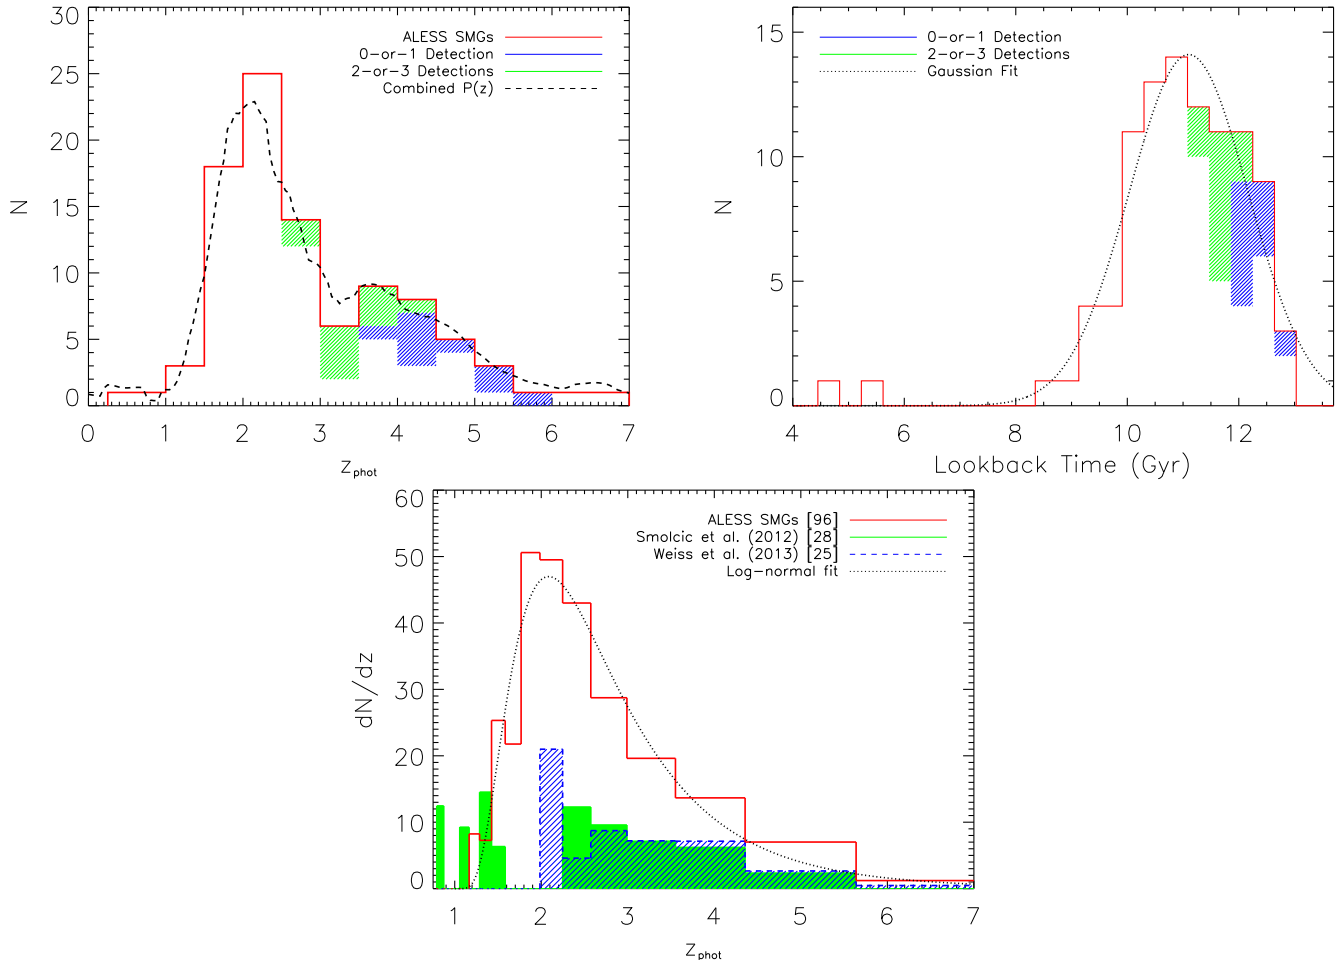 ALESS SMGs
0-or-1 Detection
2-or-3 Detections
Combined P(z)
30
25
20
15
10
5
0
N
0 1 2 3 4 5 6 7
z_phot
0-or-1 Detection
2-or-3 Detections
Gaussian Fit
15
10
5
0
N
4 6 8 10 12
Lookback Time (Gyr)
ALESS SMGs [96]
Smolcic et al. (2012) [28]
Weiss et al. (2013) [25]
Log-normal fit
60
50
40
30
20
10
0
dN/dz
1 2 3 4 5 6 7
z_phot